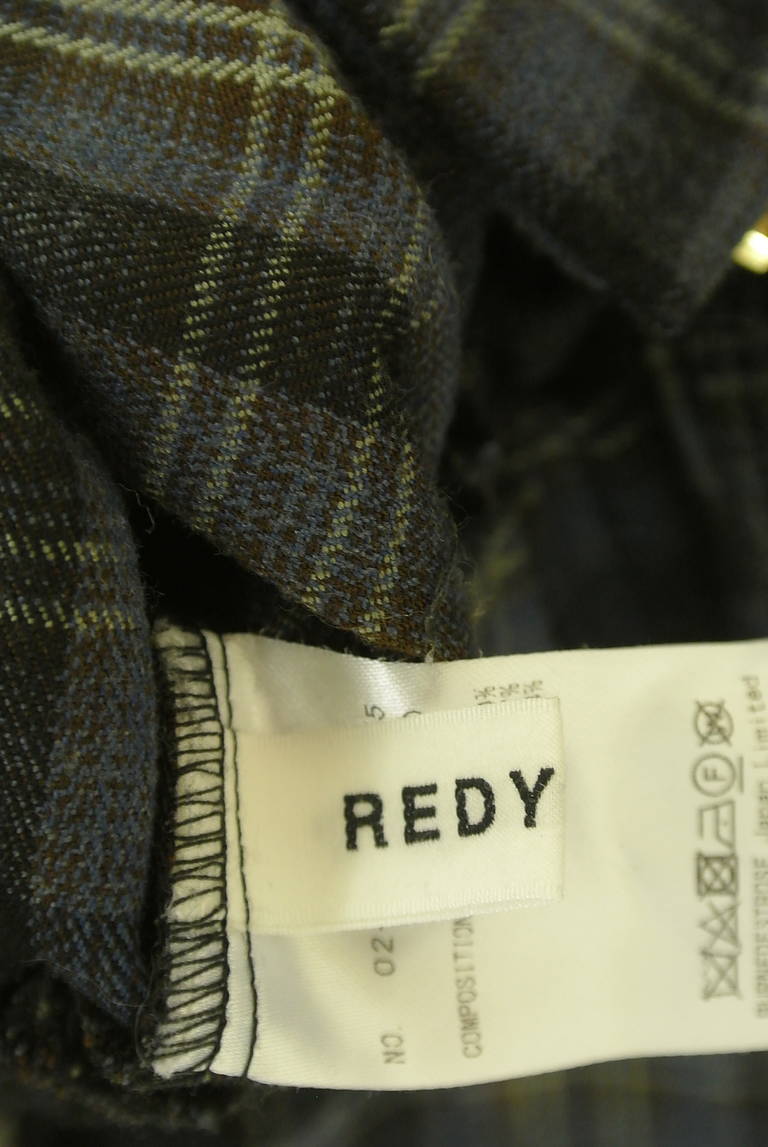 REDY
NO. 02-
COMPOSITION
F
BURNEDESTROSE Japan Limited